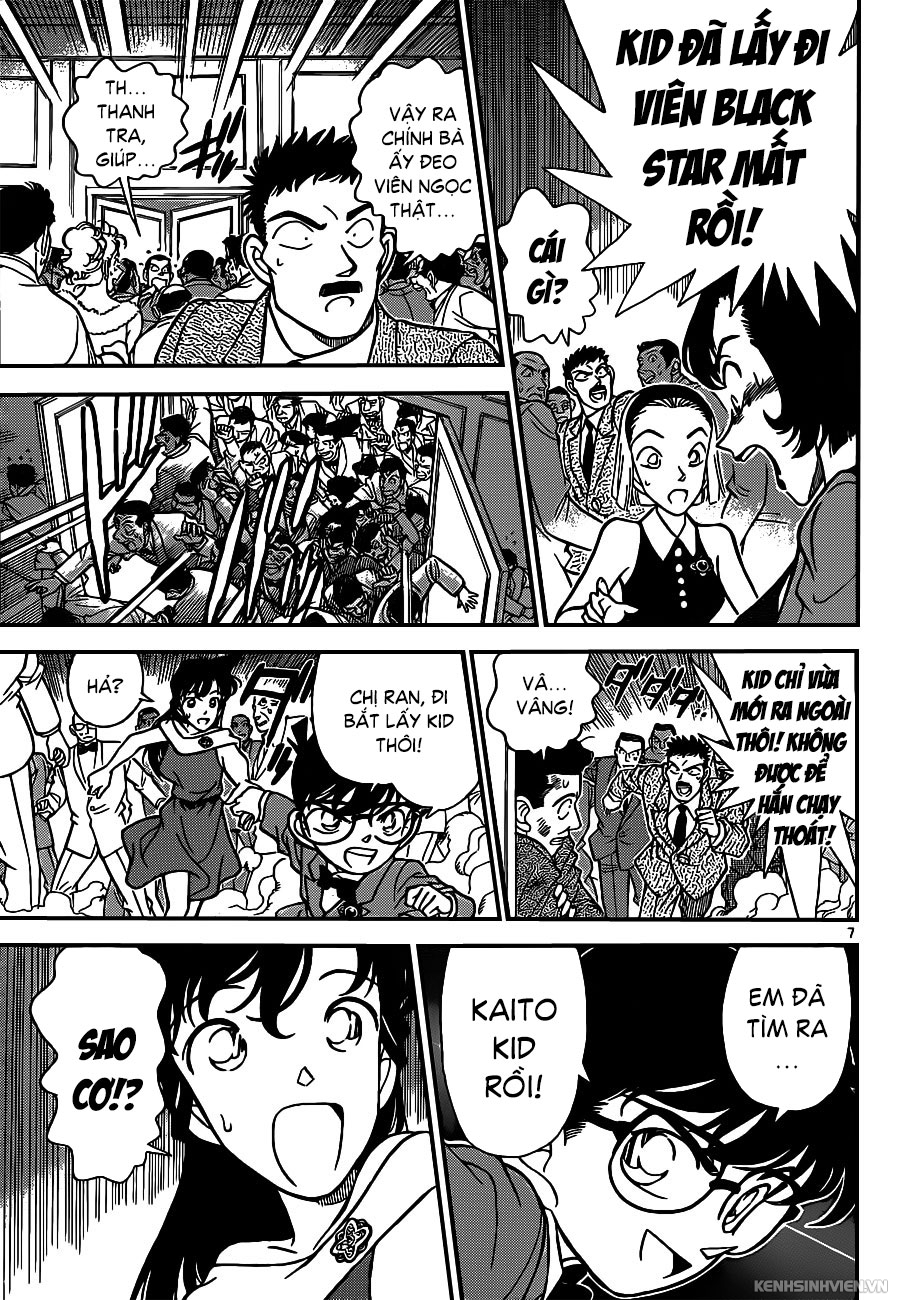 KID ĐÃ LẤY ĐI
VIÊN BLACK
STAR MẤT
RỒI!
CÁI
GÌ?
VẬY RA
CHÍNH BÀ
ẤY ĐEO
VIÊN NGỌC
THẬT...
TH...
THANH
TRA,
GIÚP...
KID CHỈ VỪA
MỚI RA NGOÀI
THÔI! KHÔNG
ĐƯỢC ĐỂ
HẮN CHẠY
THOÁT!
VÂ...
VÂNG!
CHỊ RAN, ĐI
BẮT LẤY KID
THÔI!
HẢ?
7
EM ĐÃ
TÌM RA
...
KAITO
KID
RỒI!
SAO
CƠ!?
KENHSINHVIEN.VN